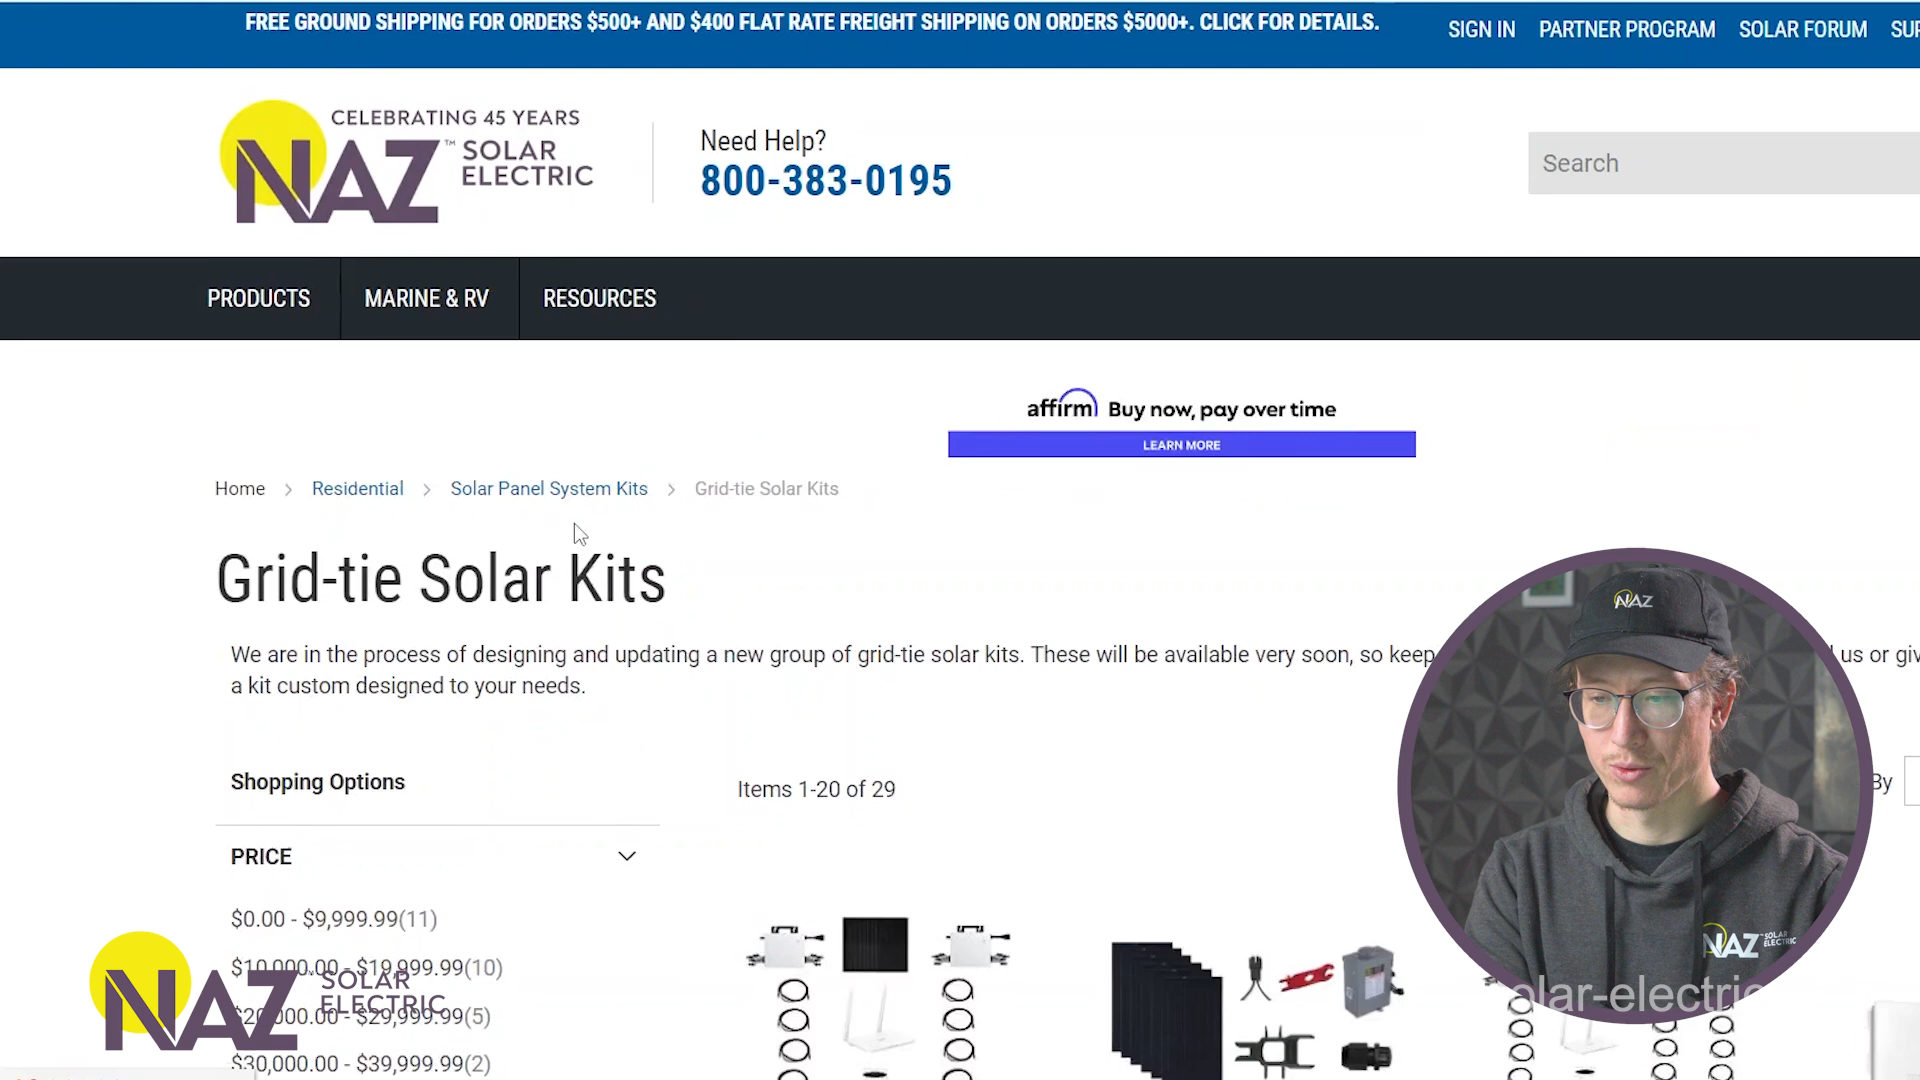 FREE GROUND SHIPPING FOR ORDERS $500+ AND $400 FLAT RATE FREIGHT SHIPPING ON ORDERS $5000+. CLICK FOR DETAILS.
SIGN IN
PARTNER PROGRAM
SOLAR FORUM
CELEBRATING 45 YEARS
NAZ™ SOLAR
ELECTRIC
Need Help?
800-383-0195
Search
PRODUCTS
MARINE & RV
RESOURCES
affirm Buy now, pay over time
LEARN MORE
Home
Residential
Solar Panel System Kits
Grid-tie Solar Kits
Grid-tie Solar Kits
We are in the process of designing and updating a new group of grid-tie solar kits. These will be available very soon, so keep us or
a kit custom designed to your needs.
Shopping Options
Items 1-20 of 29
By
PRICE
$0.00 - $9,999.99(11)
$10,000.00 - $19,999.99(10)
$20,000.00 - $29,999.99(5)
$30,000.00 - $39,999.99(2)
NAZ SOLAR
ELECTRIC
NAZ
NAZ SOLAR
ELECTRIC